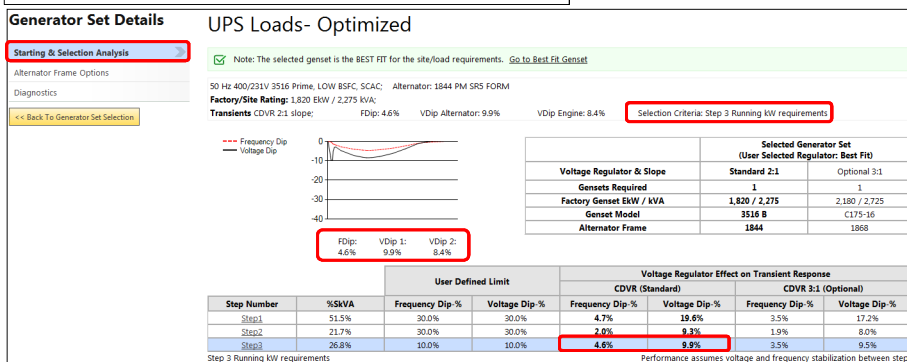 Generator Set Details
UPS Loads- Optimized
Starting & Selection Analysis
Alternator Frame Options
Diagnostics
<< Back To Generator Set Selection
Note: The selected genset is the BEST FIT for the site/load requirements. Go to Best Fit Genset
50 Hz 400/231V 3516 Prime, LOW BSFC, SCAC; Alternator: 1844 PM SR5 FORM
Factory/Site Rating: 1,820 EkW / 2,275 kVA;
Transients CDVR 2:1 slope; FDip: 4.6% VDip Alternator: 9.9% VDip Engine: 8.4% Selection Criteria: Step 3 Running kW requirements
Frequency Dip
Voltage Dip
0
-10
-20
-30
-40
FDip: VDip 1: VDip 2:
4.6% 9.9% 8.4%
Selected Generator Set
(User Selected Regulator: Best Fit)
Voltage Regulator & Slope Standard 2:1 Optional 3:1
Gensets Required 1 1
Factory Genset EkW / kVA 1,820 / 2,275 2,180 / 2,725
Genset Model 3516 B C175-16
Alternator Frame 1844 1868
User Defined Limit Voltage Regulator Effect on Transient Response
CDVR (Standard) CDVR 3:1 (Optional)
Step Number %SkVA Frequency Dip-% Voltage Dip-% Frequency Dip-% Voltage Dip-% Frequency Dip-% Voltage Dip-%
Step1 51.5% 30.0% 30.0% 4.7% 19.6% 3.5% 17.2%
Step2 21.7% 30.0% 30.0% 2.0% 9.3% 1.9% 8.0%
Step3 26.8% 10.0% 10.0% 4.6% 9.9% 3.5% 9.5%
Step 3 Running kW requirements Performance assumes voltage and frequency stabilization between step